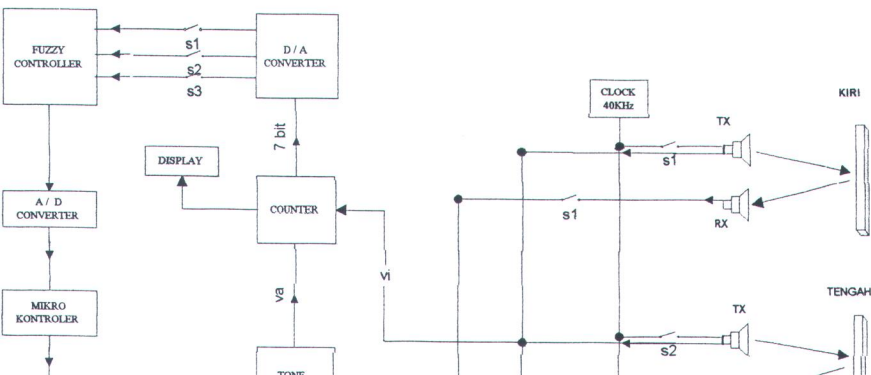 FUZZY
CONTROLLER
s1
s2
s3
D / A
CONVERTER
CLOCK
40KHz
KIRI
TX
s1
7 bit
DISPLAY
A / D
CONVERTER
COUNTER
s1
RX
vi
va
MIKRO
KONTROLER
TENGAH
TX
s2
TONE